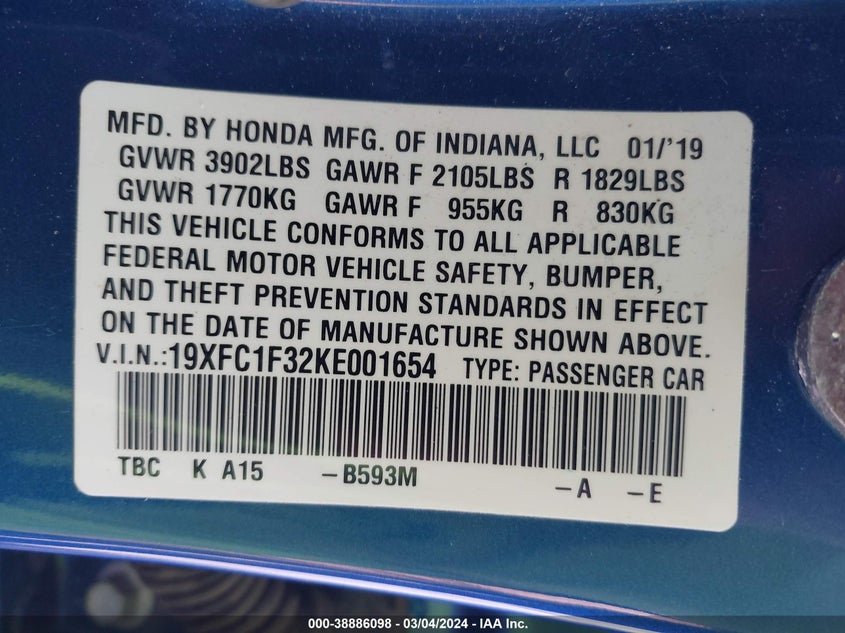 MFD. BY HONDA MFG. OF INDIANA, LLC 01/'19
GVWR 3902LBS GAWR F 2105LBS R 1829LBS
GVWR 1770KG GAWR F 955KG R 830KG
THIS VEHICLE CONFORMS TO ALL APPLICABLE
FEDERAL MOTOR VEHICLE SAFETY, BUMPER,
AND THEFT PREVENTION STANDARDS IN EFFECT
ON THE DATE OF MANUFACTURE SHOWN ABOVE.
V.I.N.:19XFC1F32KE001654 TYPE: PASSENGER CAR
TBC K A15 -B593M -A -E
000-38886098 - 03/04/2024 - IAA Inc.